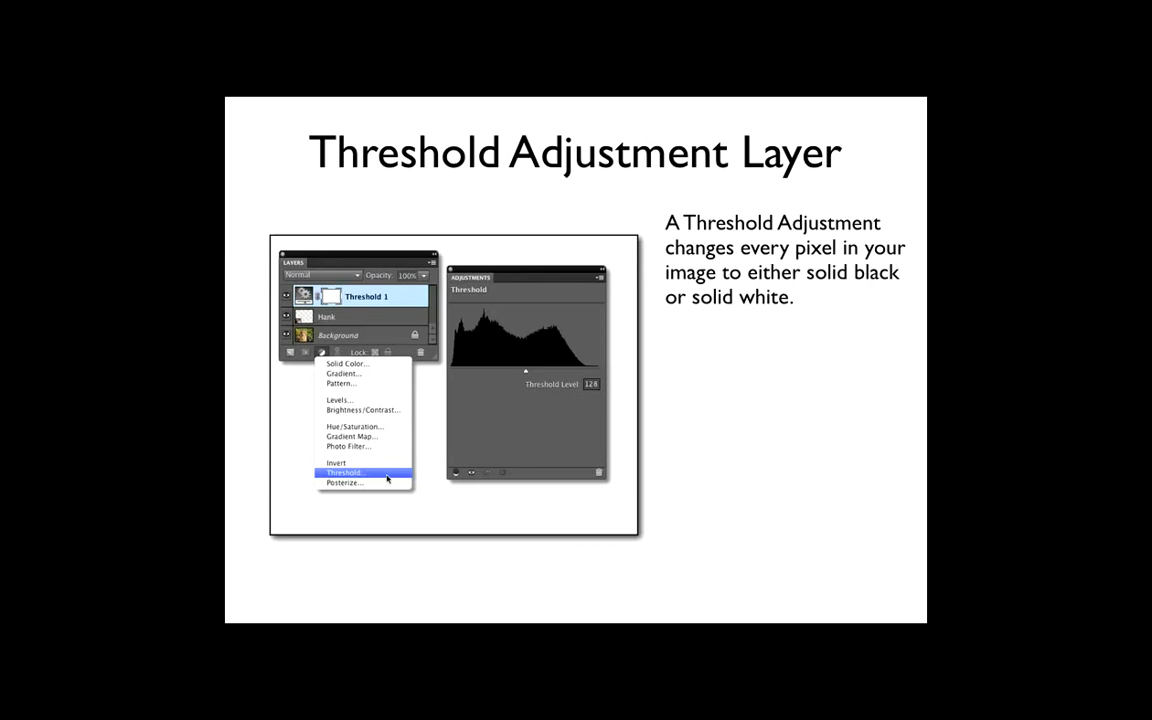 Threshold Adjustment Layer
A Threshold Adjustment
changes every pixel in your
image to either solid black
or solid white.
LAYERS
Normal Opacity: 100%
Threshold 1
Hank
Background
Lock:
Solid Color...
Gradient...
Pattern...
Levels...
Brightness/Contrast...
Hue/Saturation...
Gradient Map...
Photo Filter...
Invert
Threshold...
Posterize...
ADJUSTMENTS
Threshold
Threshold Level 128